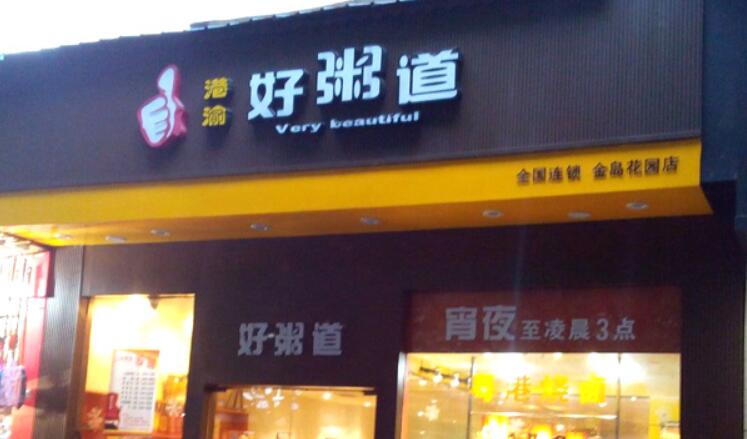 港渝
好粥道
Very beautiful
全国连锁 金岛花园店
好粥道
宵夜至凌晨3点